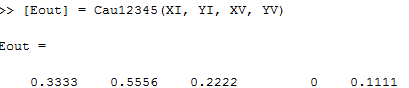 >> [Eout] = Cau12345(XI, YI, XV, YV)
Eout =
0.3333 0.5556 0.2222 0 0.1111